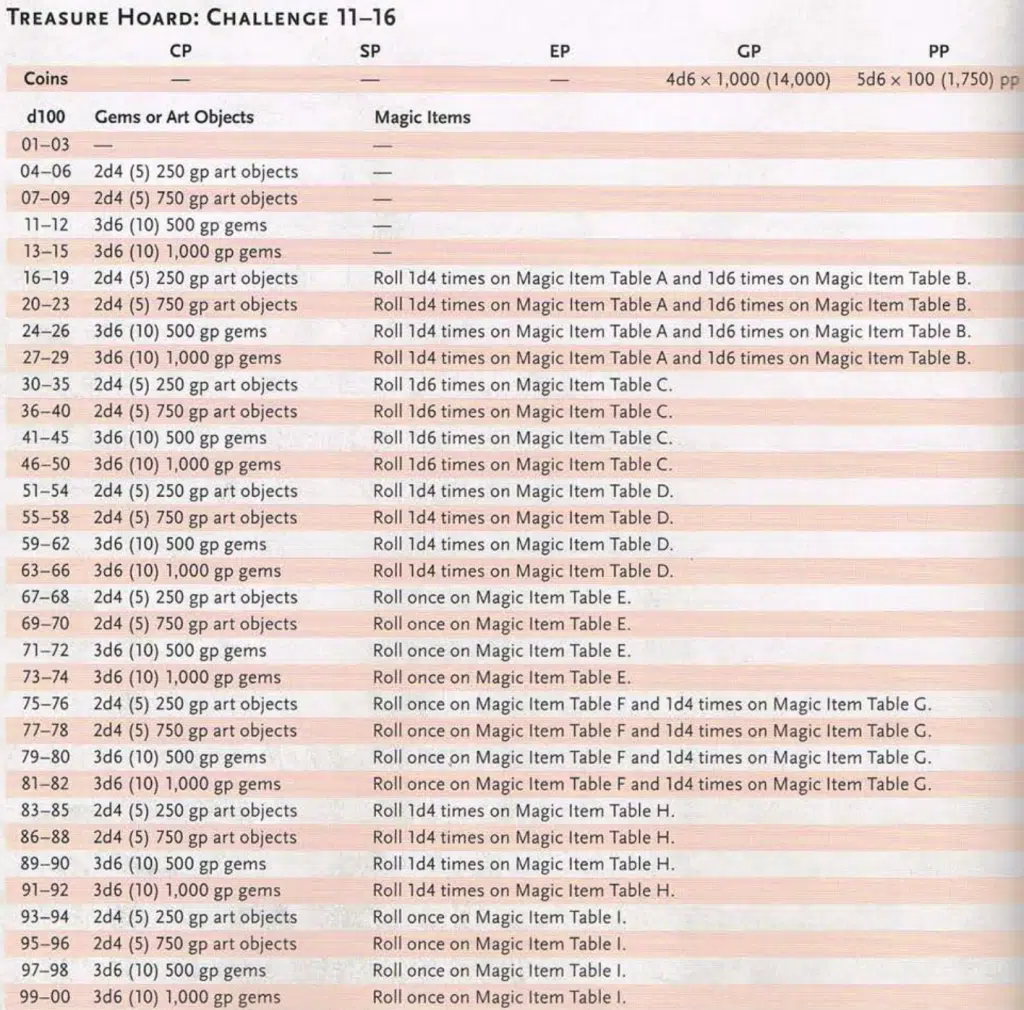 TREASURE HOARD: CHALLENGE 11–16
CP SP EP GP PP
Coins — — — 4d6 × 1,000 (14,000) 5d6 × 100 (1,750) pp
d100 Gems or Art Objects Magic Items
01–03 — —
04–06 2d4 (5) 250 gp art objects —
07–09 2d4 (5) 750 gp art objects —
11–12 3d6 (10) 500 gp gems —
13–15 3d6 (10) 1,000 gp gems —
16–19 2d4 (5) 250 gp art objects Roll 1d4 times on Magic Item Table A and 1d6 times on Magic Item Table B.
20–23 2d4 (5) 750 gp art objects Roll 1d4 times on Magic Item Table A and 1d6 times on Magic Item Table B.
24–26 3d6 (10) 500 gp gems Roll 1d4 times on Magic Item Table A and 1d6 times on Magic Item Table B.
27–29 3d6 (10) 1,000 gp gems Roll 1d4 times on Magic Item Table A and 1d6 times on Magic Item Table B.
30–35 2d4 (5) 250 gp art objects Roll 1d6 times on Magic Item Table C.
36–40 2d4 (5) 750 gp art objects Roll 1d6 times on Magic Item Table C.
41–45 3d6 (10) 500 gp gems Roll 1d6 times on Magic Item Table C.
46–50 3d6 (10) 1,000 gp gems Roll 1d6 times on Magic Item Table C.
51–54 2d4 (5) 250 gp art objects Roll 1d4 times on Magic Item Table D.
55–58 2d4 (5) 750 gp art objects Roll 1d4 times on Magic Item Table D.
59–62 3d6 (10) 500 gp gems Roll 1d4 times on Magic Item Table D.
63–66 3d6 (10) 1,000 gp gems Roll 1d4 times on Magic Item Table D.
67–68 2d4 (5) 250 gp art objects Roll once on Magic Item Table E.
69–70 2d4 (5) 750 gp art objects Roll once on Magic Item Table E.
71–72 3d6 (10) 500 gp gems Roll once on Magic Item Table E.
73–74 3d6 (10) 1,000 gp gems Roll once on Magic Item Table E.
75–76 2d4 (5) 250 gp art objects Roll once on Magic Item Table F and 1d4 times on Magic Item Table G.
77–78 2d4 (5) 750 gp art objects Roll once on Magic Item Table F and 1d4 times on Magic Item Table G.
79–80 3d6 (10) 500 gp gems Roll once on Magic Item Table F and 1d4 times on Magic Item Table G.
81–82 3d6 (10) 1,000 gp gems Roll once on Magic Item Table F and 1d4 times on Magic Item Table G.
83–85 2d4 (5) 250 gp art objects Roll 1d4 times on Magic Item Table H.
86–88 2d4 (5) 750 gp art objects Roll 1d4 times on Magic Item Table H.
89–90 3d6 (10) 500 gp gems Roll 1d4 times on Magic Item Table H.
91–92 3d6 (10) 1,000 gp gems Roll 1d4 times on Magic Item Table H.
93–94 2d4 (5) 250 gp art objects Roll once on Magic Item Table I.
95–96 2d4 (5) 750 gp art objects Roll once on Magic Item Table I.
97–98 3d6 (10) 500 gp gems Roll once on Magic Item Table I.
99–00 3d6 (10) 1,000 gp gems Roll once on Magic Item Table I.